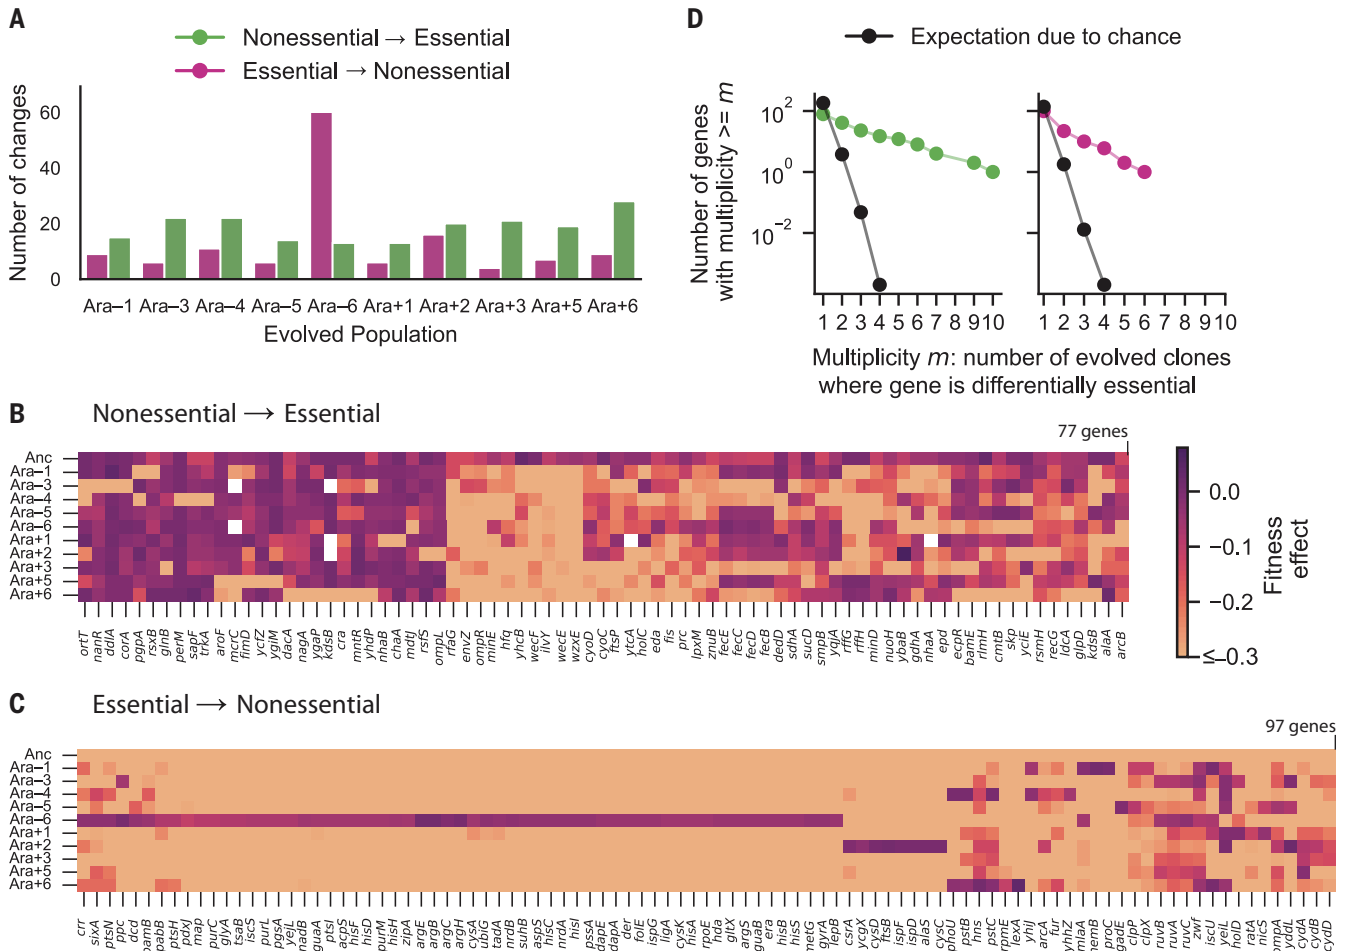 A
Nonessential → Essential
Essential → Nonessential
Number of changes
60
40
20
0
Ara−1 Ara−3 Ara−4 Ara−5 Ara−6 Ara+1 Ara+2 Ara+3 Ara+5 Ara+6
Evolved Population
D
Expectation due to chance
Number of genes
with multiplicity >= m
10²
10⁰
10⁻²
1 2 3 4 5 6 7 8 9 10
1 2 3 4 5 6 7 8 9 10
Multiplicity m: number of evolved clones
where gene is differentially essential
B
Nonessential → Essential
77 genes
Anc
Ara−1
Ara−3
Ara−4
Ara−5
Ara−6
Ara+1
Ara+2
Ara+3
Ara+5
Ara+6
ortT nanR ddlA corA pgpA rsxB glnB perM sapF trkA aroF mcrC fimD ycfZ ygiM dacA nagA ygaP kdsB cra mntR yhdP nhaB chaA mdtJ rsfS ompL rfaG envZ ompR minE hfq yhcB wecF ilvY wecE wzxE cyoD cyoC ftsP ytcA holC eda fis prc lpxM znuB fecE fecC fecD fecB dedD sdhA sucD smpB yqjA rffG rffH minD nuoH ybaB gdhA nhaA epd ecpR bamE rlmH cmtB skp yciE rsmH recG ldcA glpD kdsB alaA arcB
0.0
−0.1
−0.2
≤−0.3
Fitness
effect
C
Essential → Nonessential
97 genes
Anc
Ara−1
Ara−3
Ara−4
Ara−5
Ara−6
Ara+1
Ara+2
Ara+3
Ara+5
Ara+6
crr sixA ptsN ppc dcd bamB pabB ptsH pdxJ map purC glyA tsaB iscS purL pgsA yejL nadB guaA ptsI acpS hisF hisD purM hisH zipA argE argB argC argH cysA ubiG tadA nrdB suhB aspS hisC nrdA hisI pssA dapE dapA der folE ispG ligA cysK hisA rpoE hda gltX argS guaB era hisB hisS metG gyrA lepB csrA ycgX cysD ftsB ispF ispD alaS cysC phoU pstB hns pstC rpmE lexA yhiJ arcA fur yhhZ mlaA hemB proC gadE clpP clpX ruvB ruvA ruvC zwf iscU yeiL tolD ratA sicS cydA cydB cydD